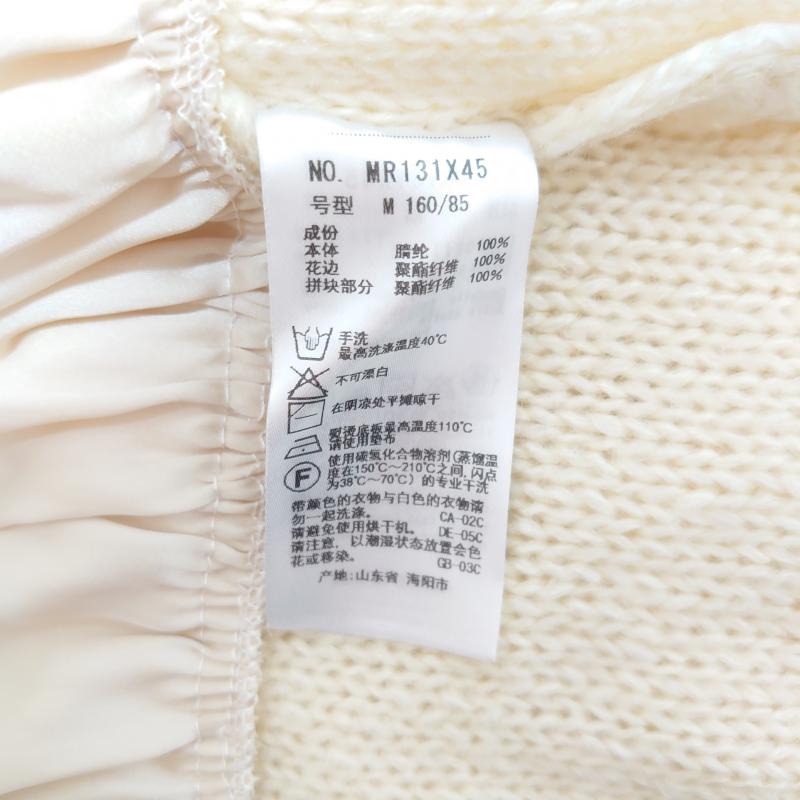 NO. MR131X45
号型 M 160/85
成份
本体 腈纶 100%
花边 聚酯纤维 100%
拼块部分 聚酯纤维 100%
手洗
最高洗涤温度40℃
不可漂白
在阴凉处平摊晾干
熨烫底板最高温度110℃
请使用垫布
F
使用碳氢化合物溶剂(蒸馏温
度在150℃~210℃之间,闪点
为38℃~70℃)的专业干洗
带颜色的衣物与白色的衣物请
勿一起洗涤。 CA-02C
请避免使用烘干机。 DE-05C
请注意,以潮湿状态放置会色
花或移染。 GB-03C
产地:山东省 海阳市